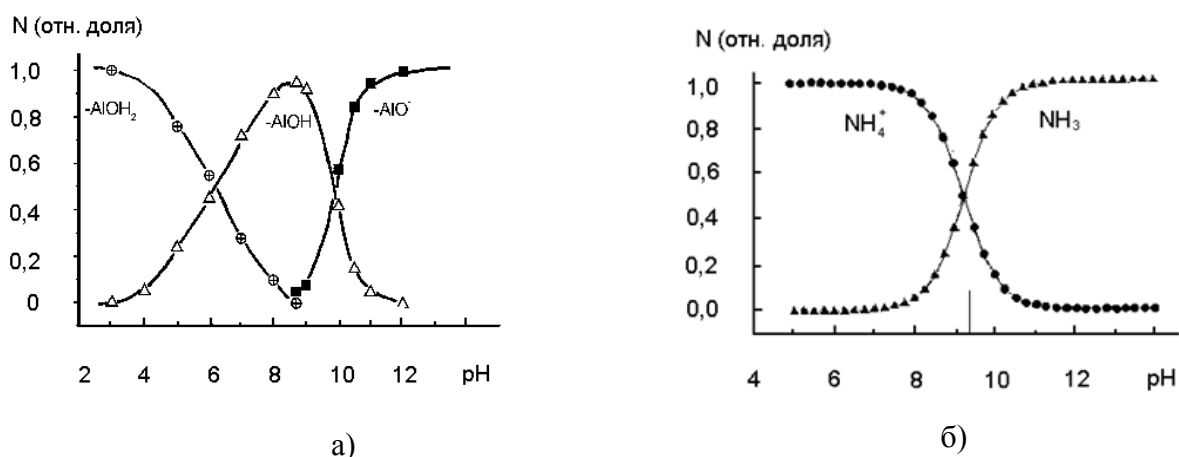 N (отн. доля)
1,0
0,8
0,6
0,4
0,2
0
-AlOH₂
-AlOH
-AlO⁻
2 4 6 8 10 12 pH
а)
N (отн. доля)
1,0
0,8
0,6
0,4
0,2
0,0
NH₄⁺
NH₃
4 6 8 10 12 pH
б)